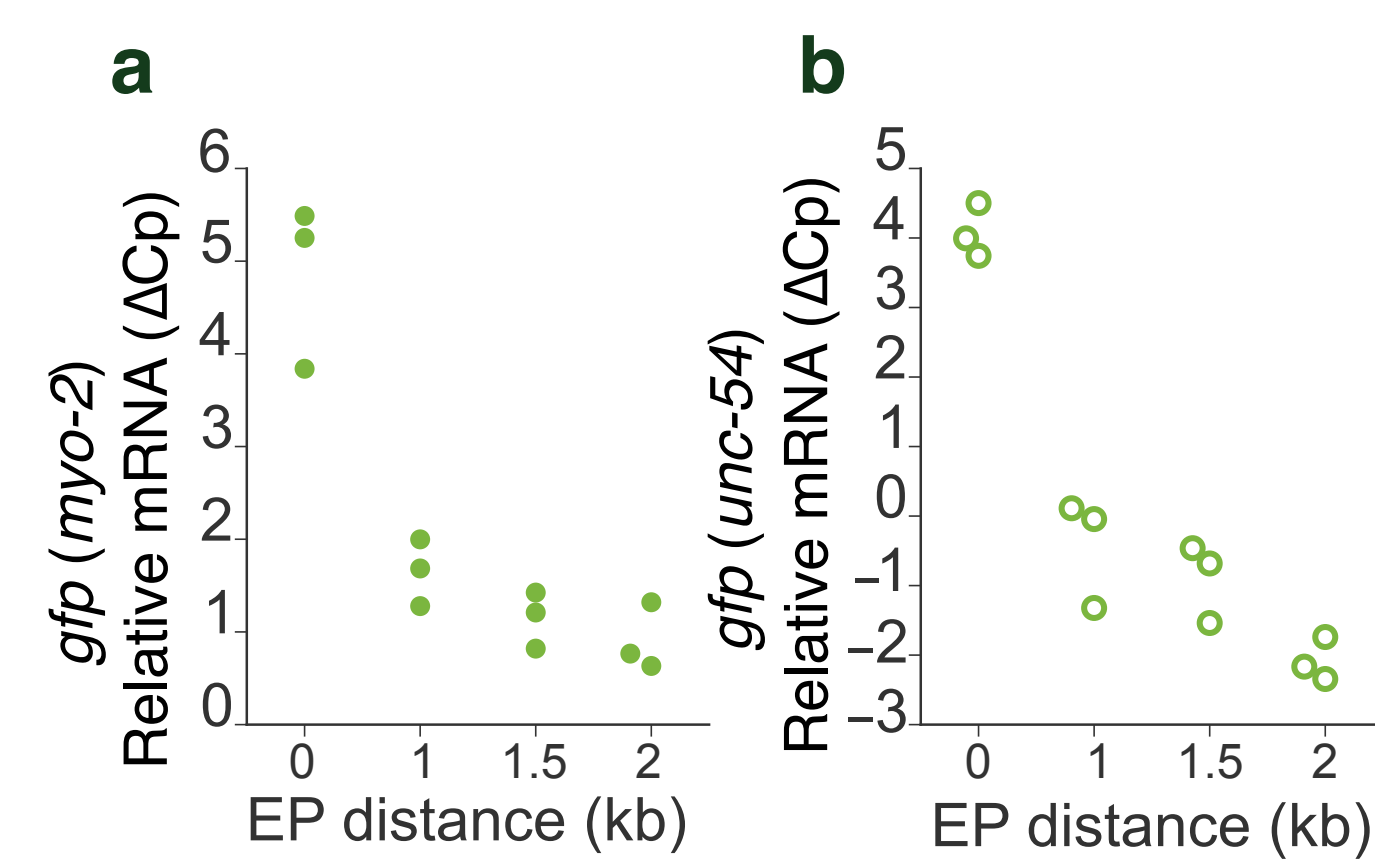 a
gfp (myo-2)
Relative mRNA (ΔCp)
6
5
4
3
2
1
0
0 1 1.5 2
EP distance (kb)
b
gfp (unc-54)
Relative mRNA (ΔCp)
5
4
3
2
1
0
−1
−2
−3
0 1 1.5 2
EP distance (kb)